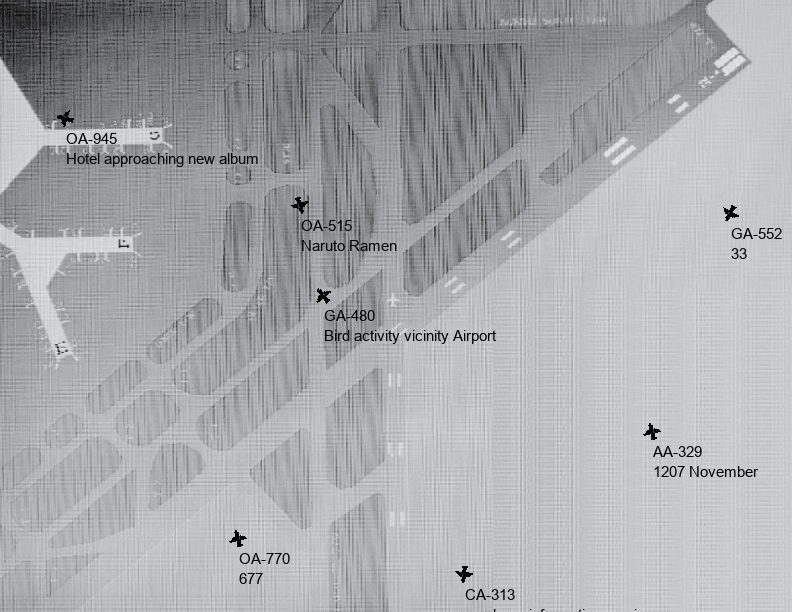 OA-945
Hotel approaching new album
OA-515
Naruto Ramen
GA-552
33
GA-480
Bird activity vicinity Airport
AA-329
1207 November
OA-770
677
CA-313